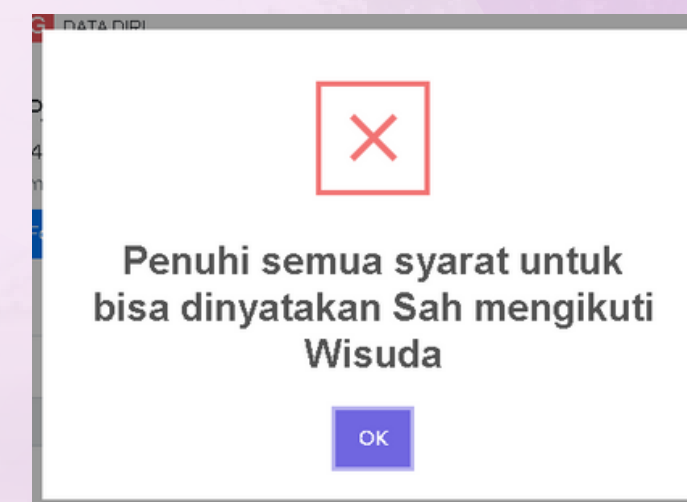 G DATA DIRI
Penuhi semua syarat untuk
bisa dinyatakan Sah mengikuti
Wisuda
OK